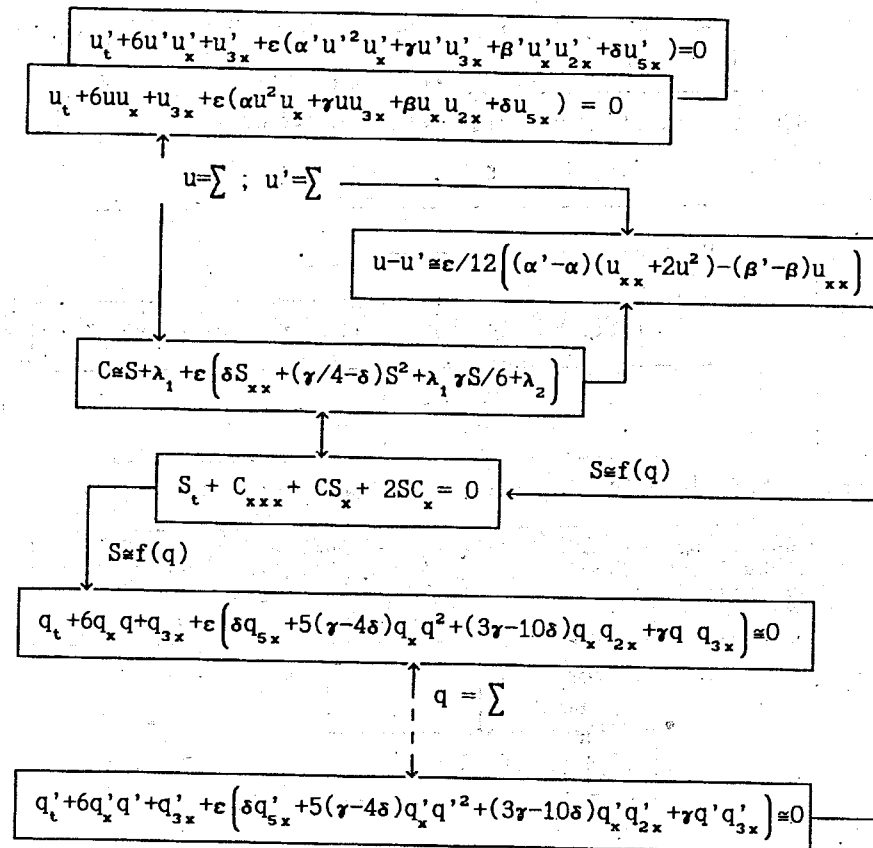 u'_t+6u'u'_x+u'_{3x}+ε(α'u'^2u'_x+γu'u'_{3x}+β'u'_xu'_{2x}+δu'_{5x})=0
u_t+6uu_x+u_{3x}+ε(αu^2u_x+γuu_{3x}+βu_xu_{2x}+δu_{5x}) = 0
u=∑ ; u'=∑
u-u'≅ε/12((α'-α)(u_{xx}+2u^2)-(β'-β)u_{xx})
C≅S+λ_1+ε(δS_{xx}+(γ/4-δ)S^2+λ_1γS/6+λ_2)
S_t + C_{xxx} + CS_x + 2SC_x = 0
S≅f(q)
S≅f(q)
q_t+6q_xq+q_{3x}+ε(δq_{5x}+5(γ-4δ)q_xq^2+(3γ-10δ)q_xq_{2x}+γq q_{3x})≅0
q = ∑
q'_t+6q'_xq'+q'_{3x}+ε(δq'_{5x}+5(γ-4δ)q'_xq'^2+(3γ-10δ)q'_xq'_{2x}+γq'q'_{3x})≅0